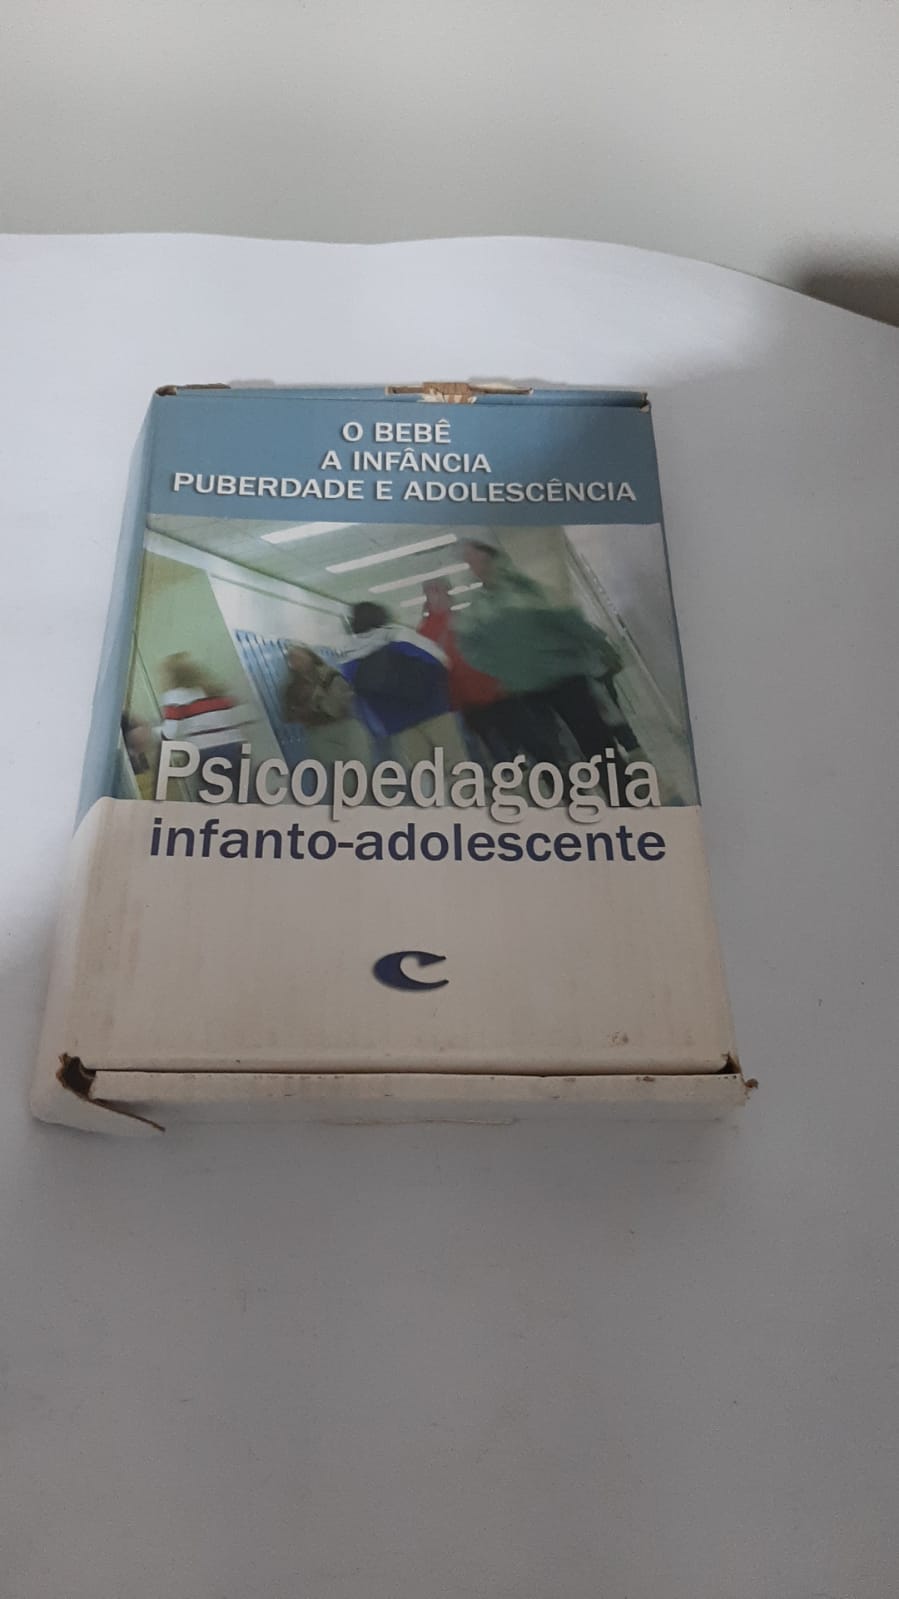 O BEBÊ
A INFÂNCIA
PUBERDADE E ADOLESCÊNCIA
Psicopedagogia
infanto-adolescente
C